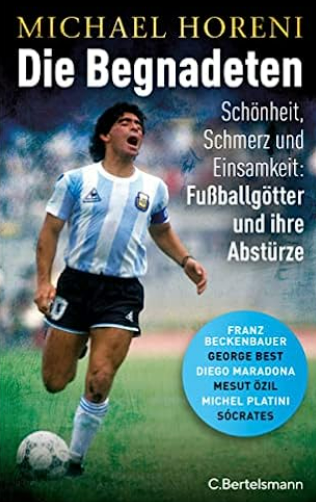 MICHAEL HORENI
Die Begnadeten
Schönheit,
Schmerz und
Einsamkeit:
Fußballgötter
und ihre
Abstürze
FRANZ
BECKENBAUER
GEORGE BEST
DIEGO MARADONA
MESUT ÖZIL
MICHEL PLATINI
SÓCRATES
C.Bertelsmann